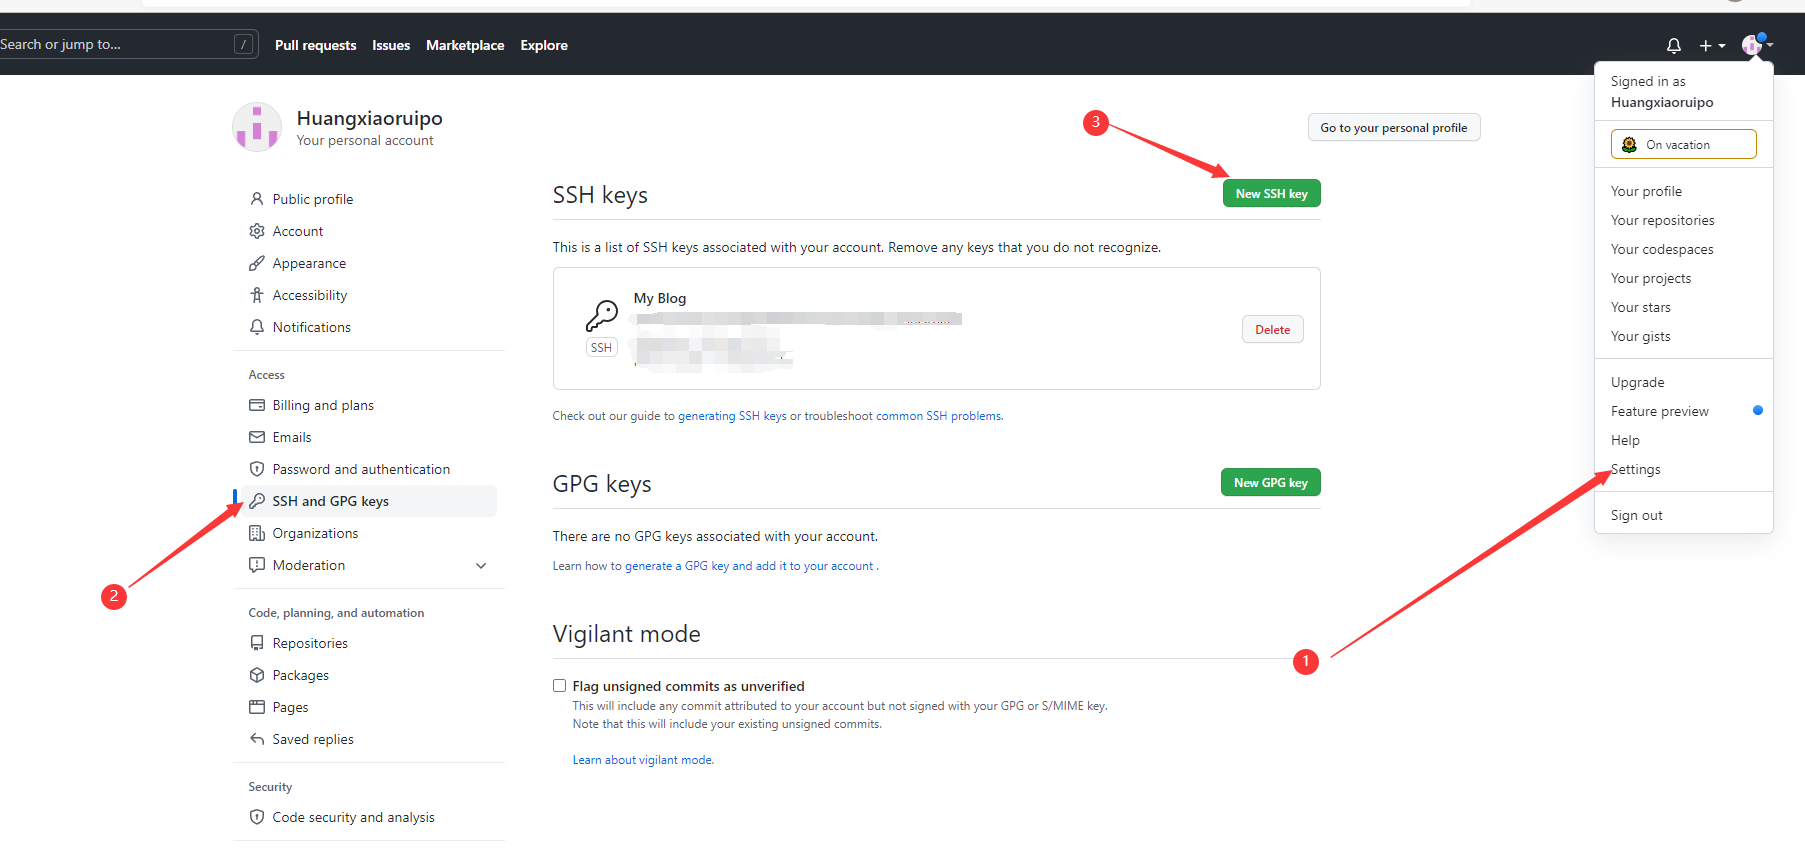 Search or jump to...
/
Pull requests
Issues
Marketplace
Explore
Signed in as
Huangxiaoruipo
On vacation
Your profile
Your repositories
Your codespaces
Your projects
Your stars
Your gists
Upgrade
Feature preview
Help
Settings
Sign out
Huangxiaoruipo
Your personal account
Go to your personal profile
Public profile
Account
Appearance
Accessibility
Notifications
Access
Billing and plans
Emails
Password and authentication
SSH and GPG keys
Organizations
Moderation
Code, planning, and automation
Repositories
Packages
Pages
Saved replies
Security
Code security and analysis
3
SSH keys
New SSH key
This is a list of SSH keys associated with your account. Remove any keys that you do not recognize.
My Blog
SSH
Delete
Check out our guide to generating SSH keys or troubleshoot common SSH problems.
GPG keys
New GPG key
There are no GPG keys associated with your account.
Learn how to generate a GPG key and add it to your account .
2
Vigilant mode
1
Flag unsigned commits as unverified
This will include any commit attributed to your account but not signed with your GPG or S/MIME key.
Note that this will include your existing unsigned commits.
Learn about vigilant mode.